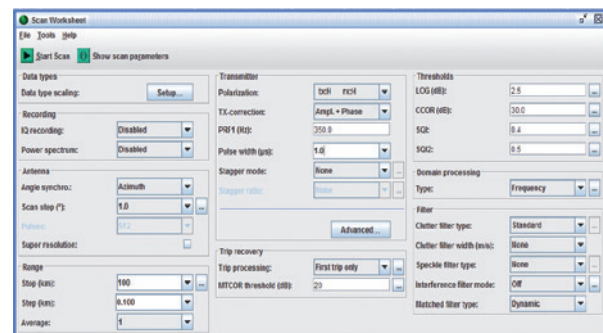 Scan Worksheet
File Tools Help
Start Scan Show scan parameters
Data types
Data type scaling: Setup...
Recording
IQ recording: Disabled
Power spectrum: Disabled
Antenna
Angle synchro.: Azimuth
Scan step (°): 1.0 ...
Pulses: 512
Super resolution:
Range
Stop (km): 100 ...
Step (km): 0.100
Average: 1
Transmitter
Polarization: txH rxH
TX-correction: Ampl. + Phase
PRF1 (Hz): 350.0
Pulse width (µs): 1.0
Stagger mode: None ...
Stagger ratio: None ...
Advanced...
Trip recovery
Trip processing: First trip only ...
MTCOR threshold (dB): 20 ...
Thresholds
LOG (dB): 2.5 ...
CCOR (dB): 30.0 ...
SQI: 0.4 ...
SQI2: 0.5 ...
Domain processing
Type: Frequency ...
Filter
Clutter filter type: Standard ...
Clutter filter width (m/s): None
Speckle filter type: None ...
Interference filter mode: Off ...
Matched filter type: Dynamic